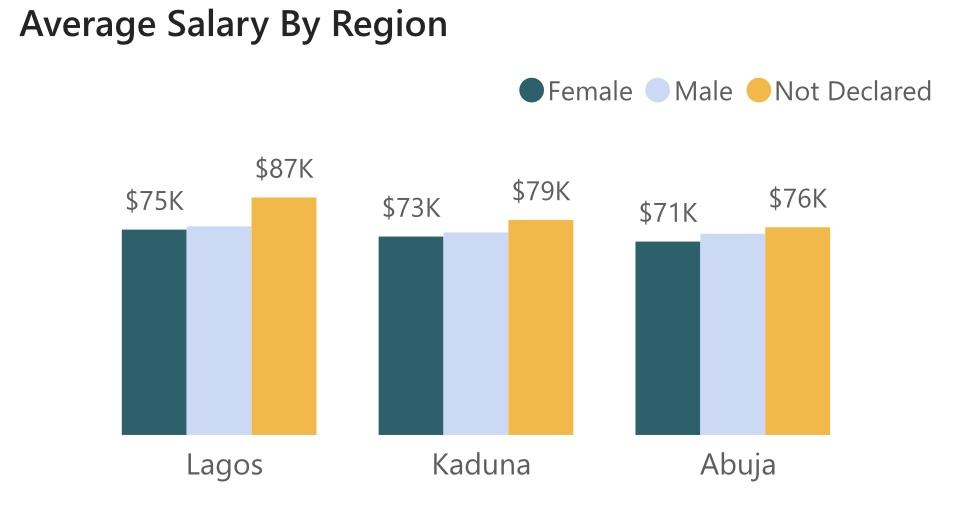 Average Salary By Region
Female Male Not Declared
$75K $87K $73K $79K $71K $76K
Lagos Kaduna Abuja